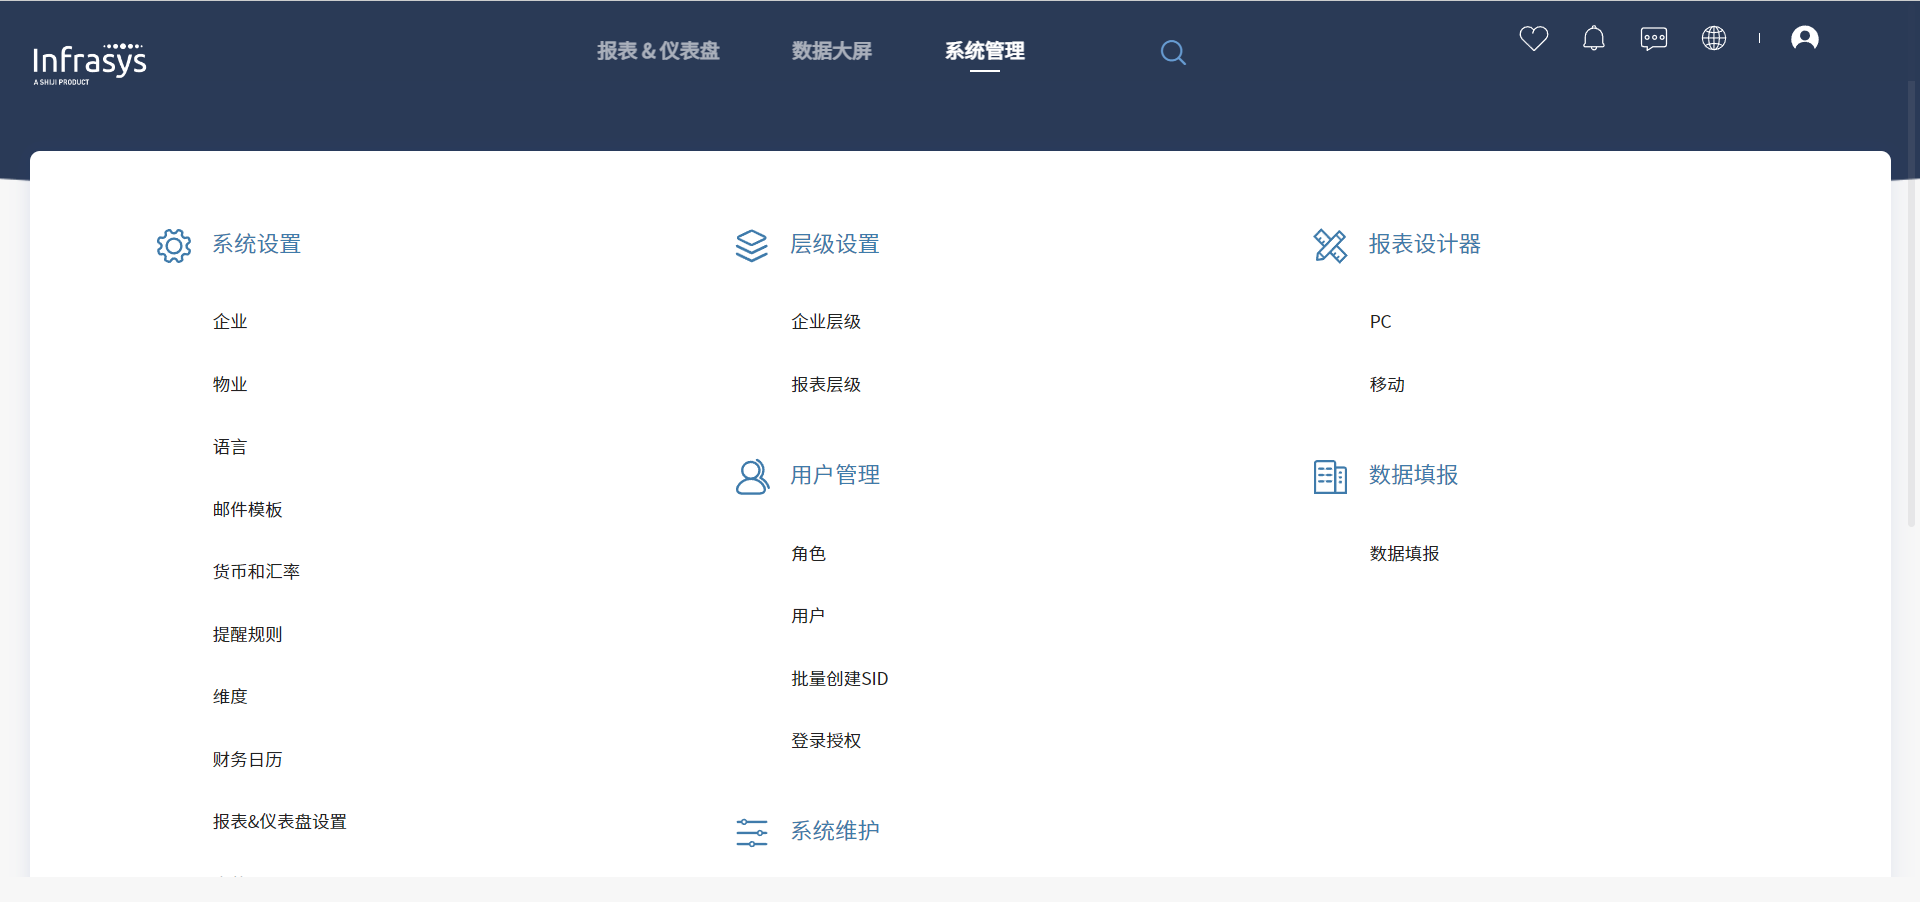 Infrasys
A SHIJI PRODUCT
报表 & 仪表盘
数据大屏
系统管理
系统设置
企业
物业
语言
邮件模板
货币和汇率
提醒规则
维度
财务日历
报表&仪表盘设置
层级设置
企业层级
报表层级
用户管理
角色
用户
批量创建SID
登录授权
系统维护
报表设计器
PC
移动
数据填报
数据填报